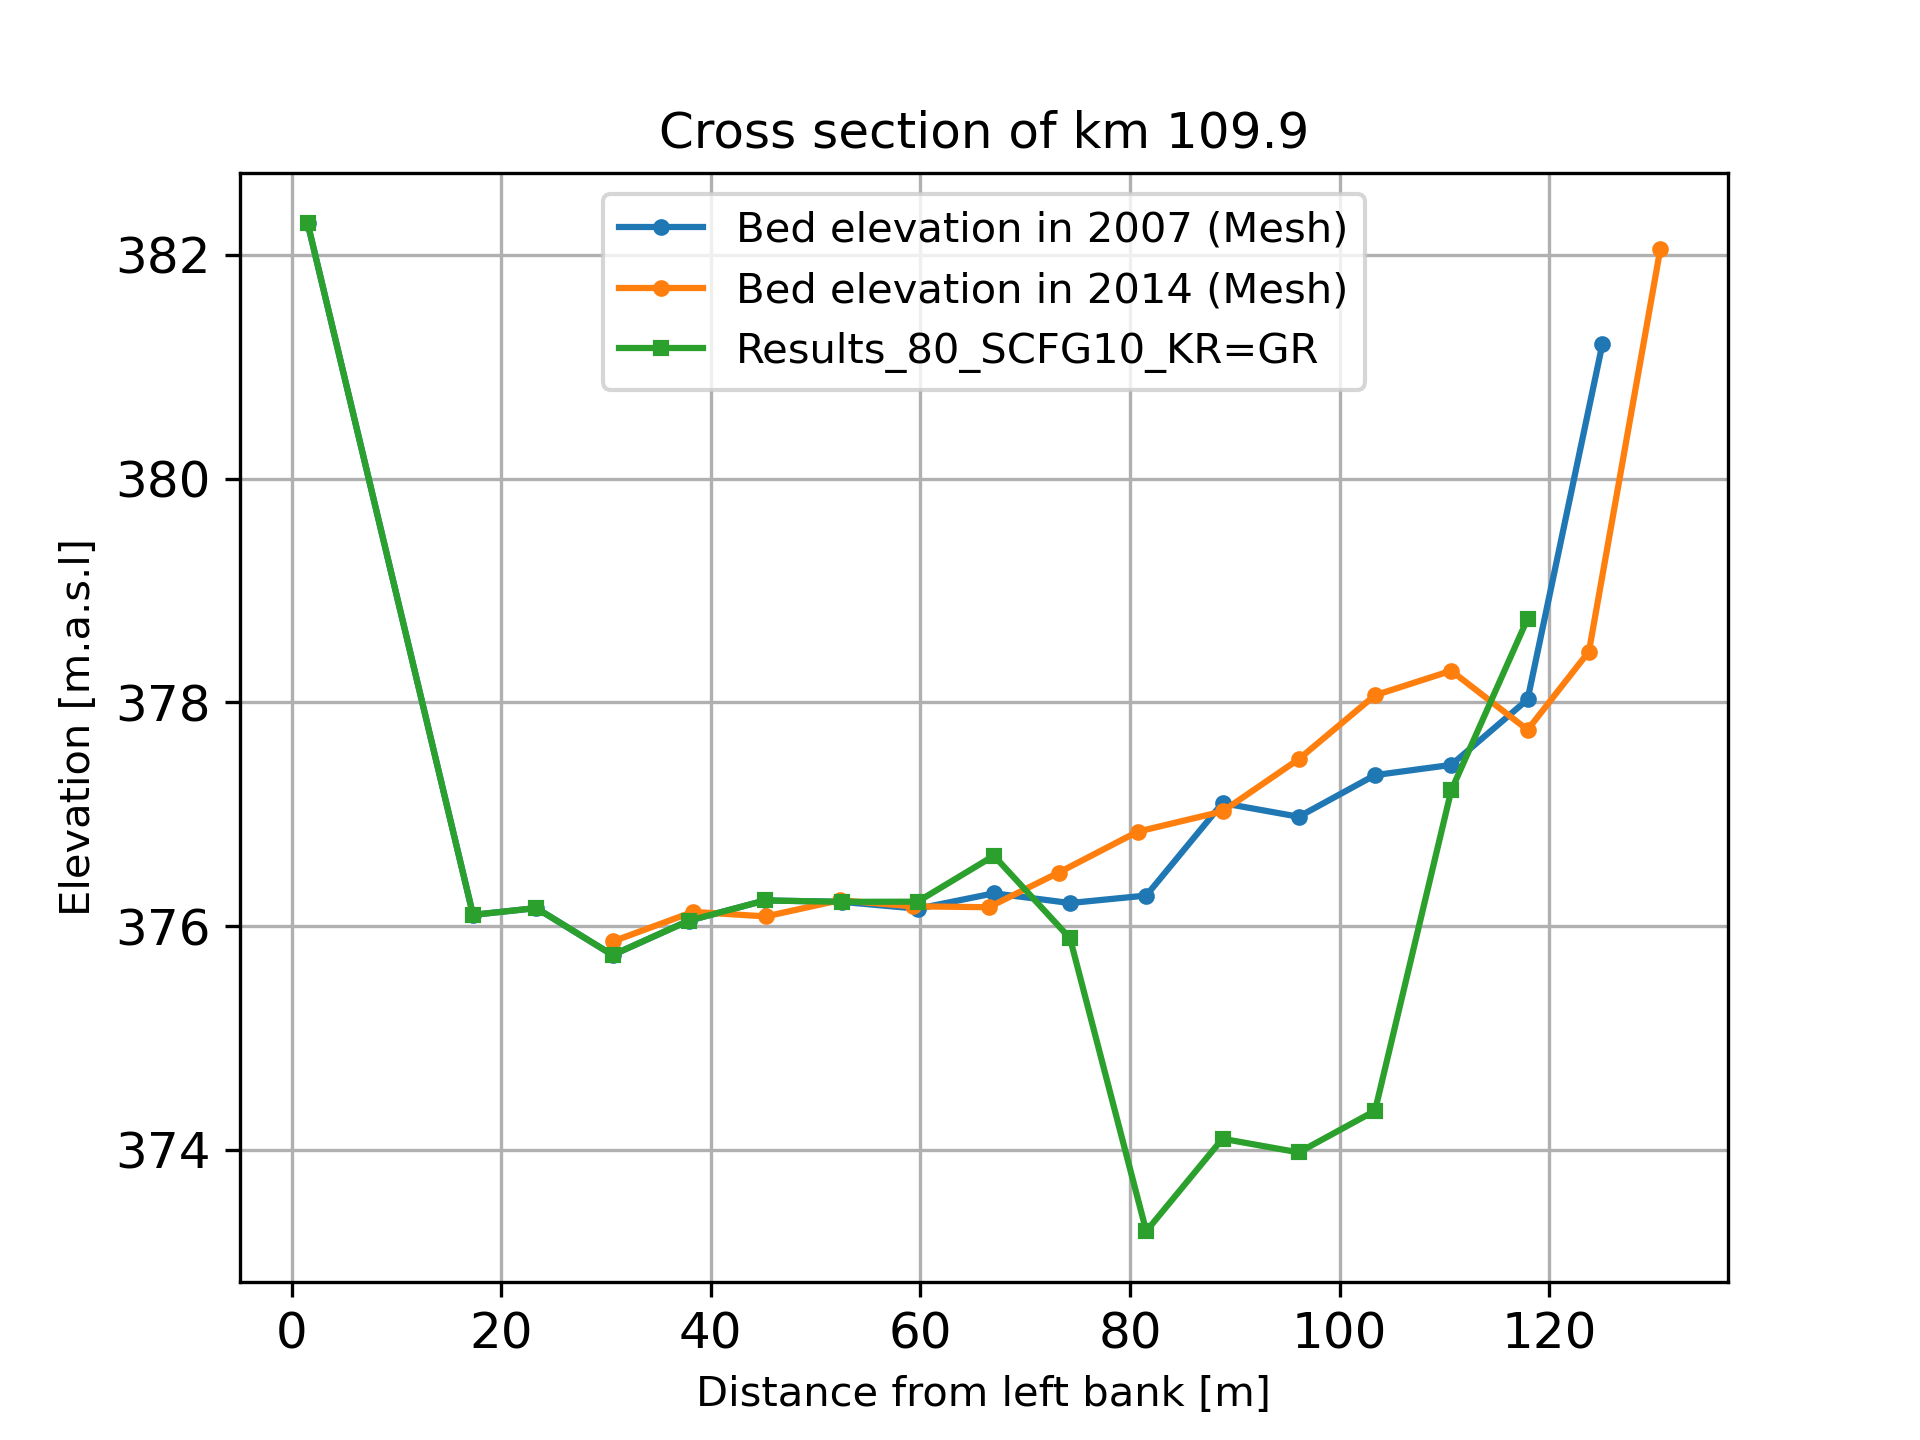 Cross section of km 109.9
Bed elevation in 2007 (Mesh)
Bed elevation in 2014 (Mesh)
Results_80_SCFG10_KR=GR
Elevation [m.a.s.l]
382
380
378
376
374
0 20 40 60 80 100 120
Distance from left bank [m]